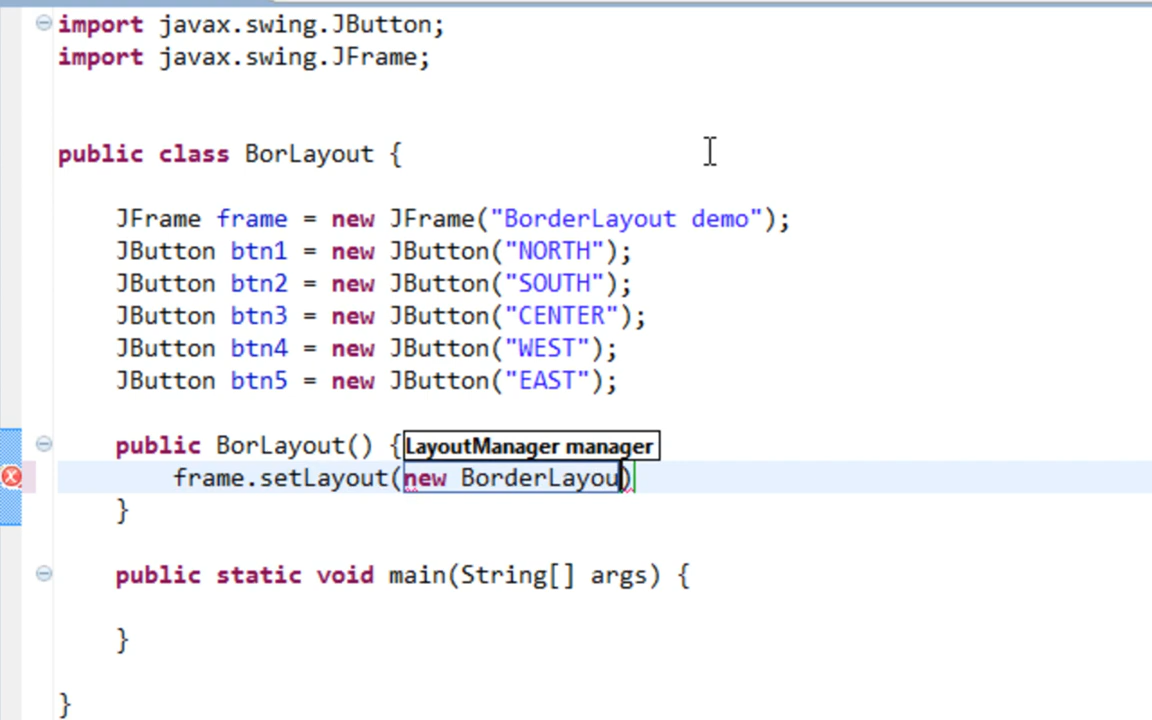 import javax.swing.JButton;
import javax.swing.JFrame;
public class BorLayout {
JFrame frame = new JFrame("BorderLayout demo");
JButton btn1 = new JButton("NORTH");
JButton btn2 = new JButton("SOUTH");
JButton btn3 = new JButton("CENTER");
JButton btn4 = new JButton("WEST");
JButton btn5 = new JButton("EAST");
public BorLayout() {
LayoutManager manager
frame.setLayout(new BorderLayou)
}
public static void main(String[] args) {
}
}